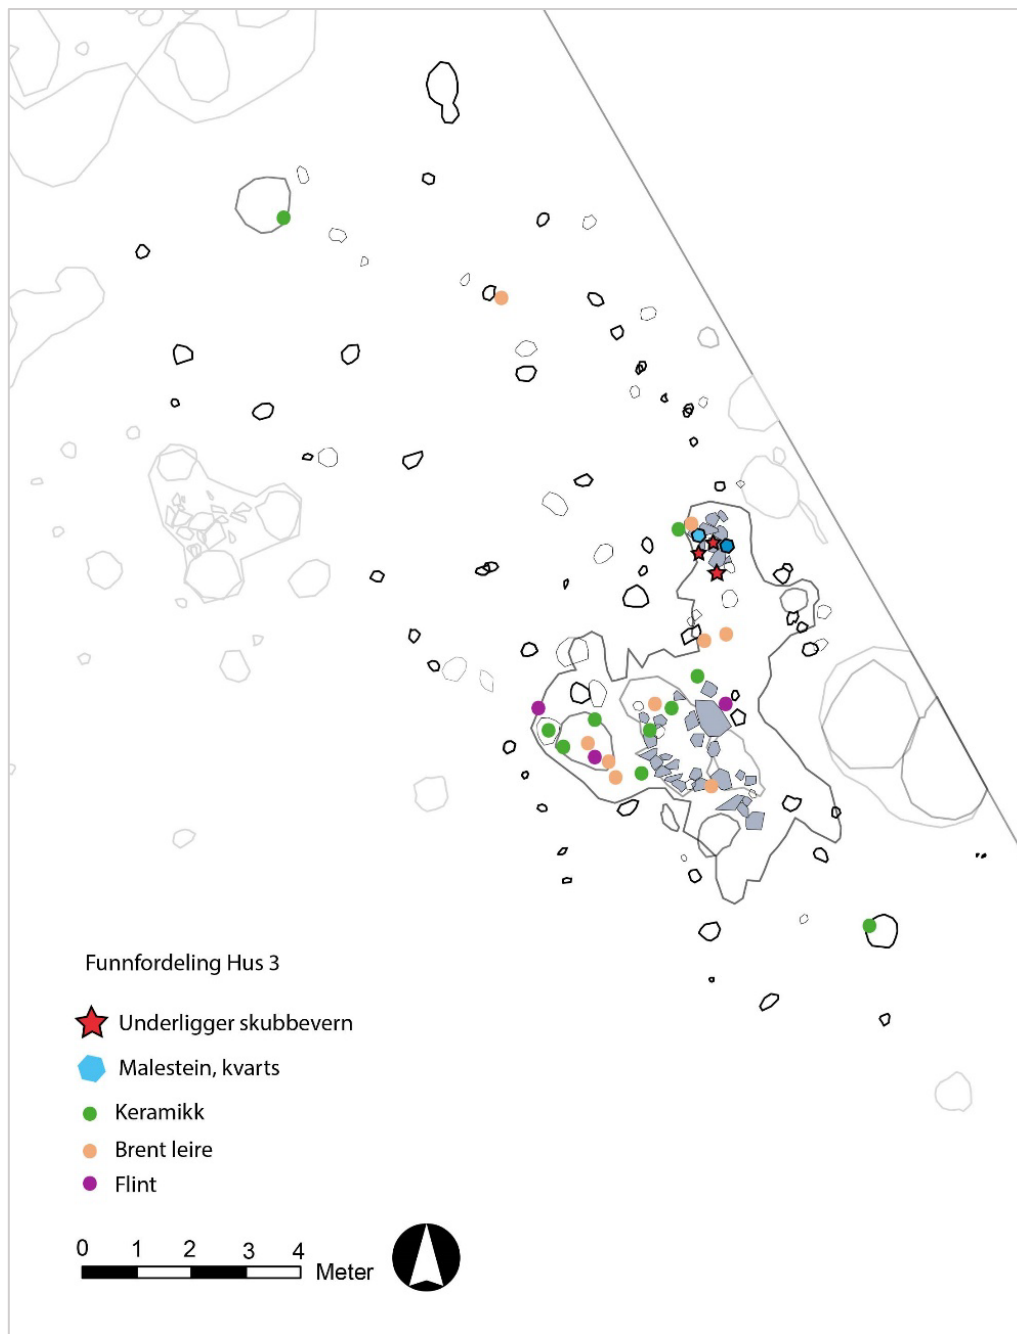 Funnfordeling Hus 3
Underligger skubbevern
Malestein, kvarts
Keramikk
Brent leire
Flint
0 1 2 3 4
Meter